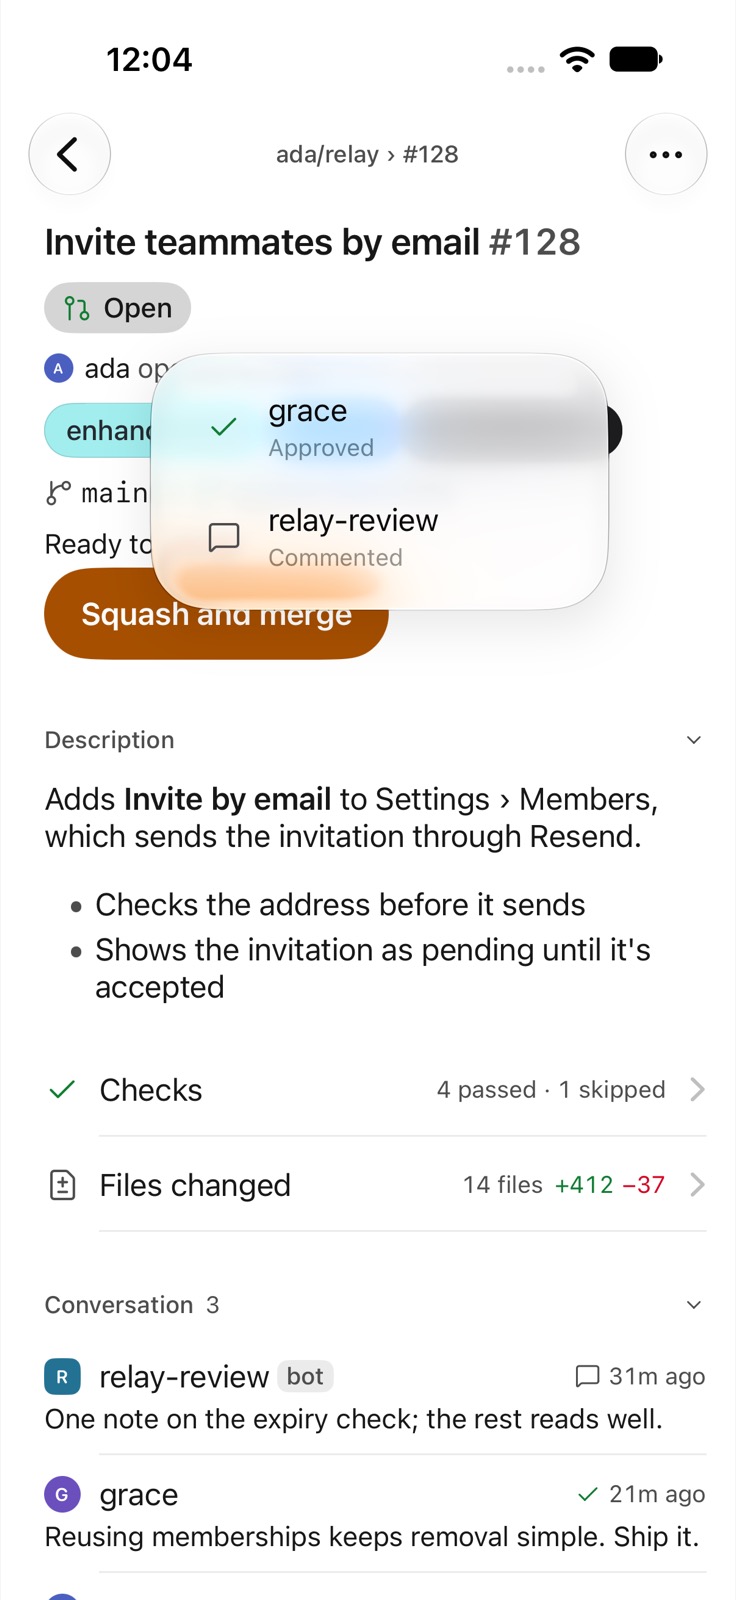 12:04
ada/relay › #128
Invite teammates by email #128
Open
A ada
grace
Approved
main
relay-review
Commented
Ready to
Squash and merge
Description
Adds Invite by email to Settings › Members,
which sends the invitation through Resend.
• Checks the address before it sends
• Shows the invitation as pending until it's
accepted
Checks 4 passed · 1 skipped
Files changed 14 files +412 −37
Conversation 3
R relay-review bot 31m ago
One note on the expiry check; the rest reads well.
G grace 21m ago
Reusing memberships keeps removal simple. Ship it.